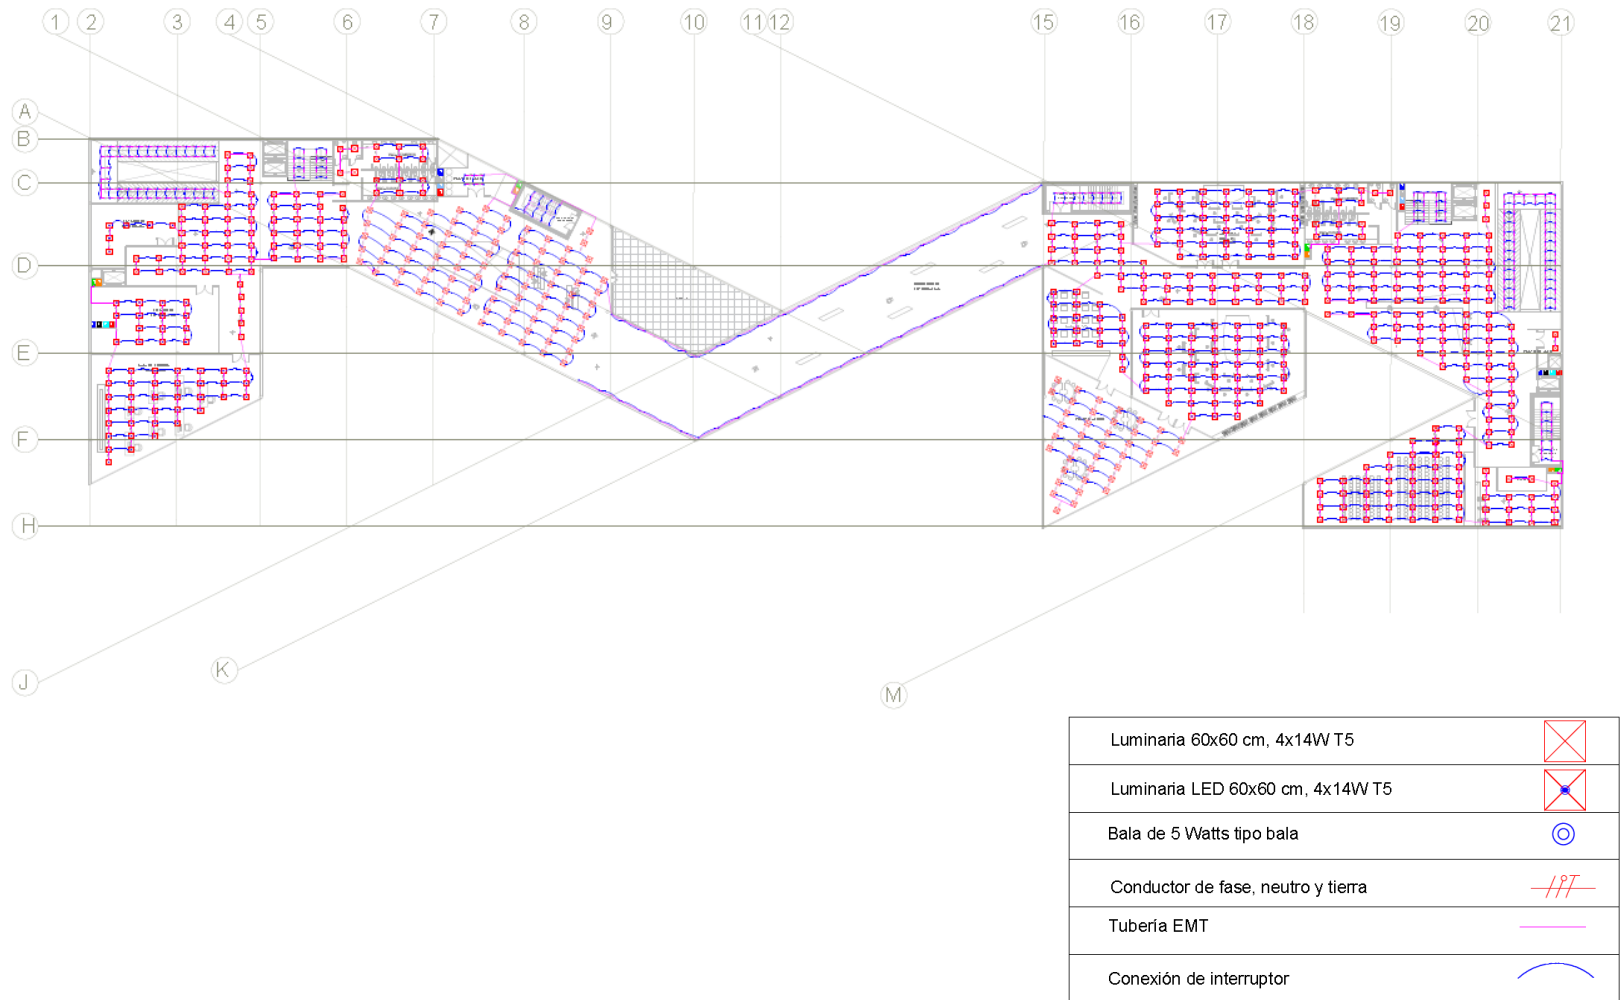 1 2 3 4 5 6 7 8 9 10 11 12 15 16 17 18 19 20 21
A
B
C
D
E
F
H
J
K
M
Luminaria 60x60 cm, 4x14W T5
Luminaria LED 60x60 cm, 4x14W T5
Bala de 5 Watts tipo bala
Conductor de fase, neutro y tierra
Tubería EMT
Conexión de interruptor